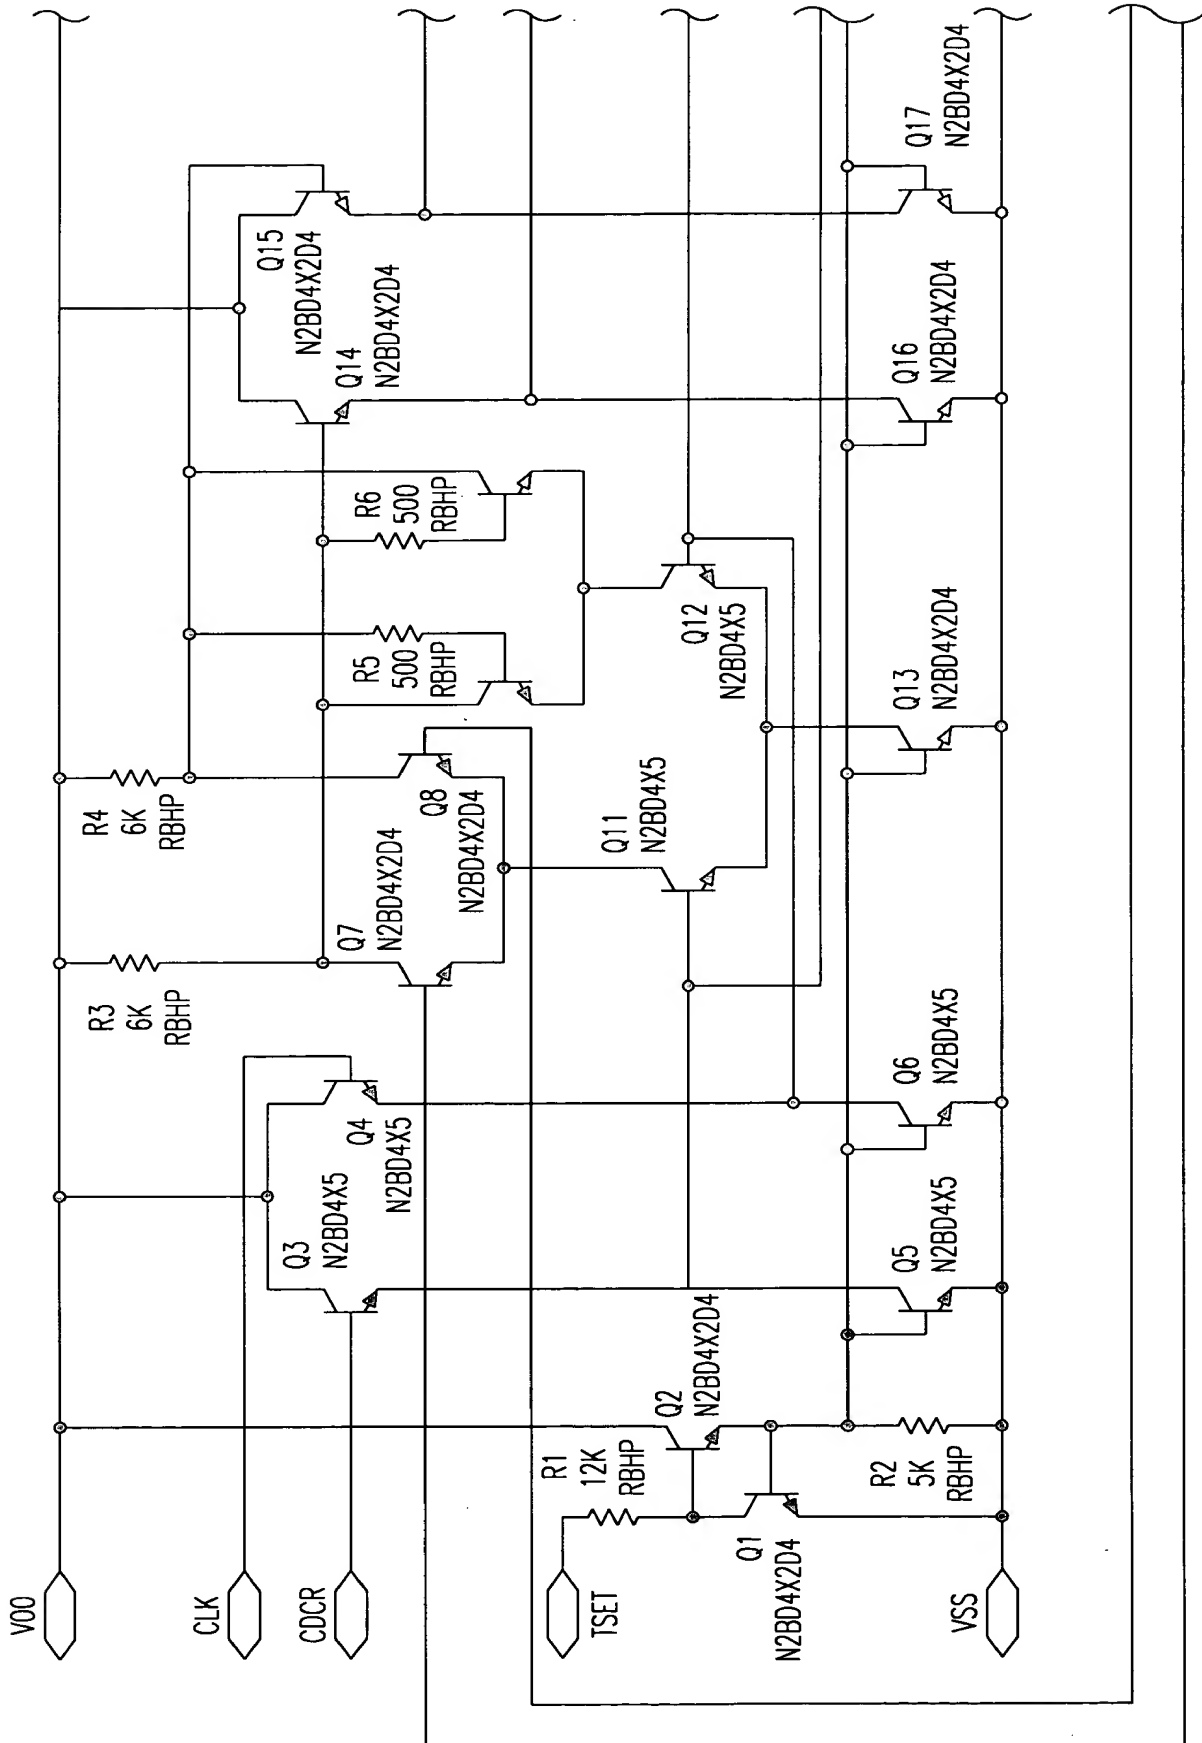 VOO
CLK
CDCR
TSET
VSS
R1
12K
RBHP
Q1
N2BD4X2D4
Q2
N2BD4X2D4
R2
5K
RBHP
Q3
N2BD4X5
Q4
N2BD4X5
Q5
N2BD4X5
Q6
N2BD4X5
R3
6K
RBHP
R4
6K
RBHP
Q7
N2BD4X2D4
Q8
N2BD4X2D4
R5
500
RBHP
R6
500
RBHP
Q11
N2BD4X5
Q12
N2BD4X5
Q13
N2BD4X2D4
Q14
N2BD4X2D4
Q15
N2BD4X2D4
Q16
N2BD4X2D4
Q17
N2BD4X2D4